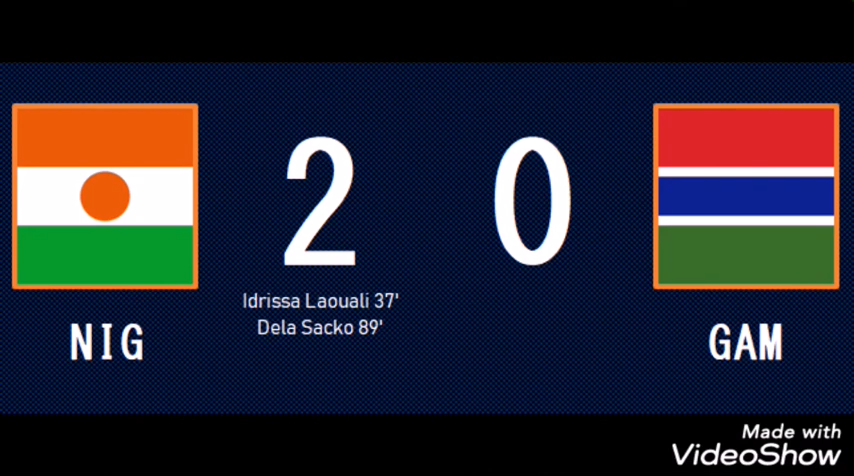 2 0
Idrissa Laouali 37'
Dela Sacko 89'
NIG GAM
Made with
VideoShow